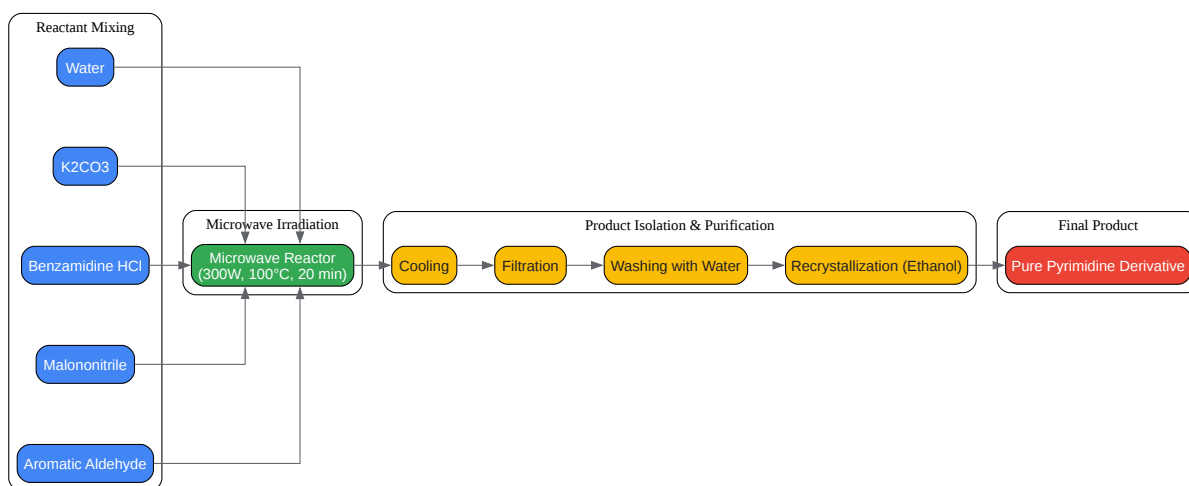 Reactant Mixing
Water
K2CO3
Benzamidine HCl
Malononitrile
Aromatic Aldehyde
Microwave Irradiation
Microwave Reactor
(300W, 100°C, 20 min)
Product Isolation & Purification
Cooling
Filtration
Washing with Water
Recrystallization (Ethanol)
Final Product
Pure Pyrimidine Derivative